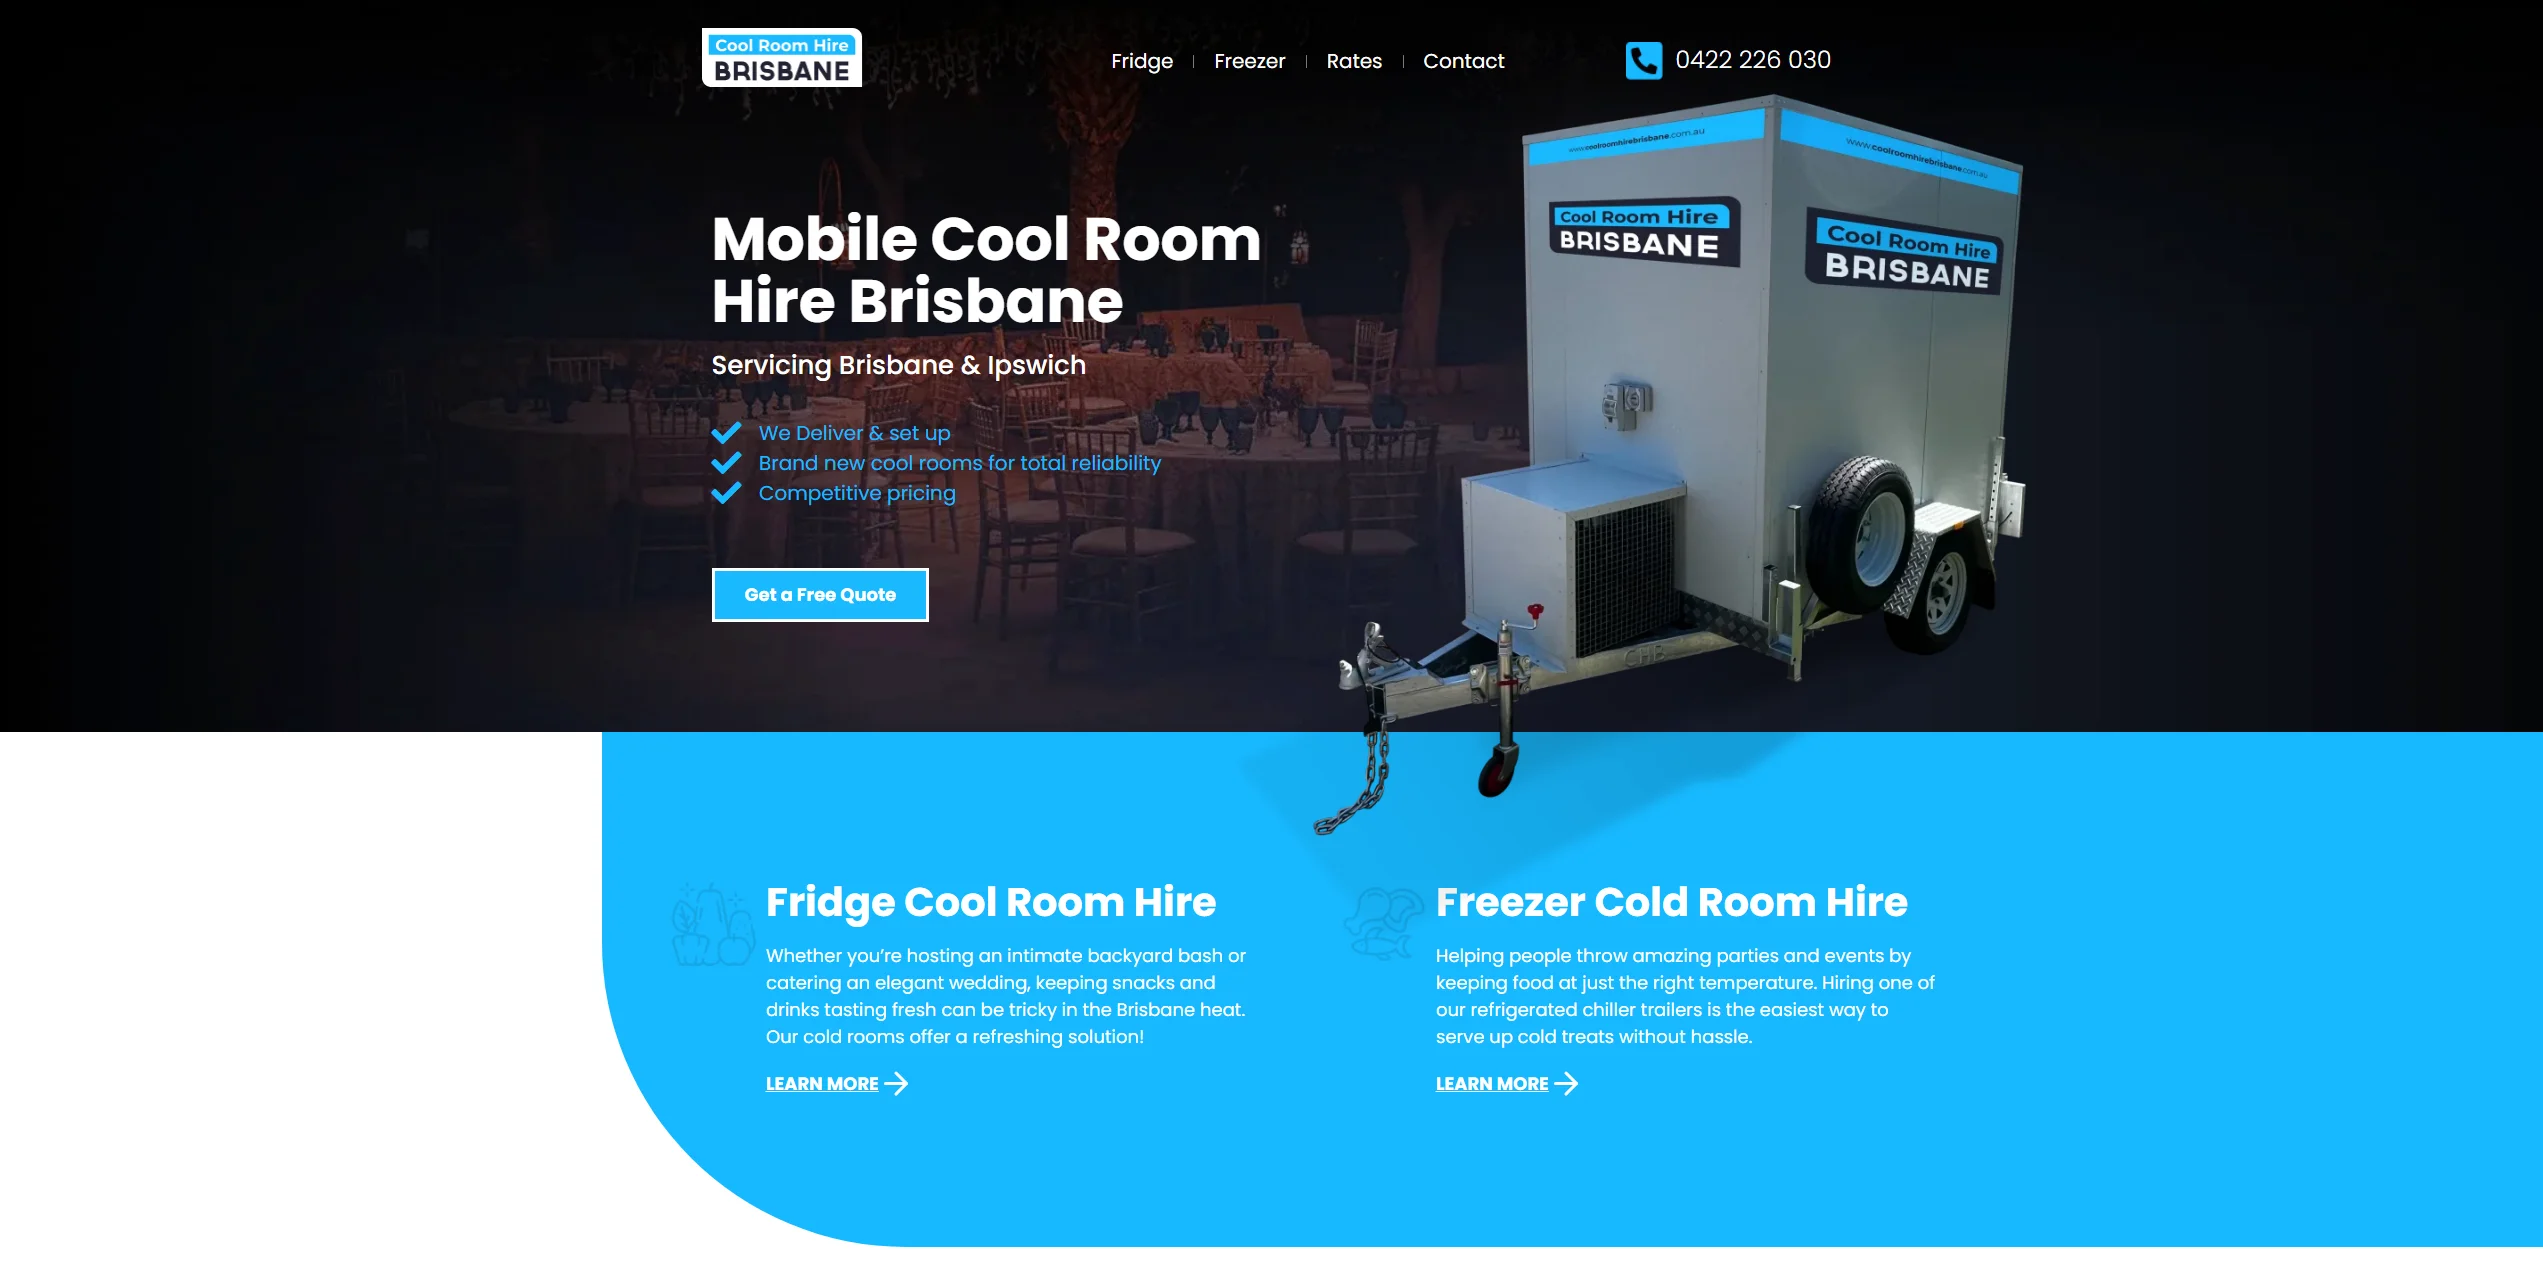 Cool Room Hire
BRISBANE
Fridge
Freezer
Rates
Contact
0422 226 030
www.coolroomhirebrisbane.com.au
www.coolroomhirebrisbane.com.au
Cool Room Hire
BRISBANE
Cool Room Hire
BRISBANE
CHB
Mobile Cool Room
Hire Brisbane
Servicing Brisbane & Ipswich
We Deliver & set up
Brand new cool rooms for total reliability
Competitive pricing
Get a Free Quote
Fridge Cool Room Hire
Whether you're hosting an intimate backyard bash or
catering an elegant wedding, keeping snacks and
drinks tasting fresh can be tricky in the Brisbane heat.
Our cold rooms offer a refreshing solution!
LEARN MORE
Freezer Cold Room Hire
Helping people throw amazing parties and events by
keeping food at just the right temperature. Hiring one of
our refrigerated chiller trailers is the easiest way to
serve up cold treats without hassle.
LEARN MORE